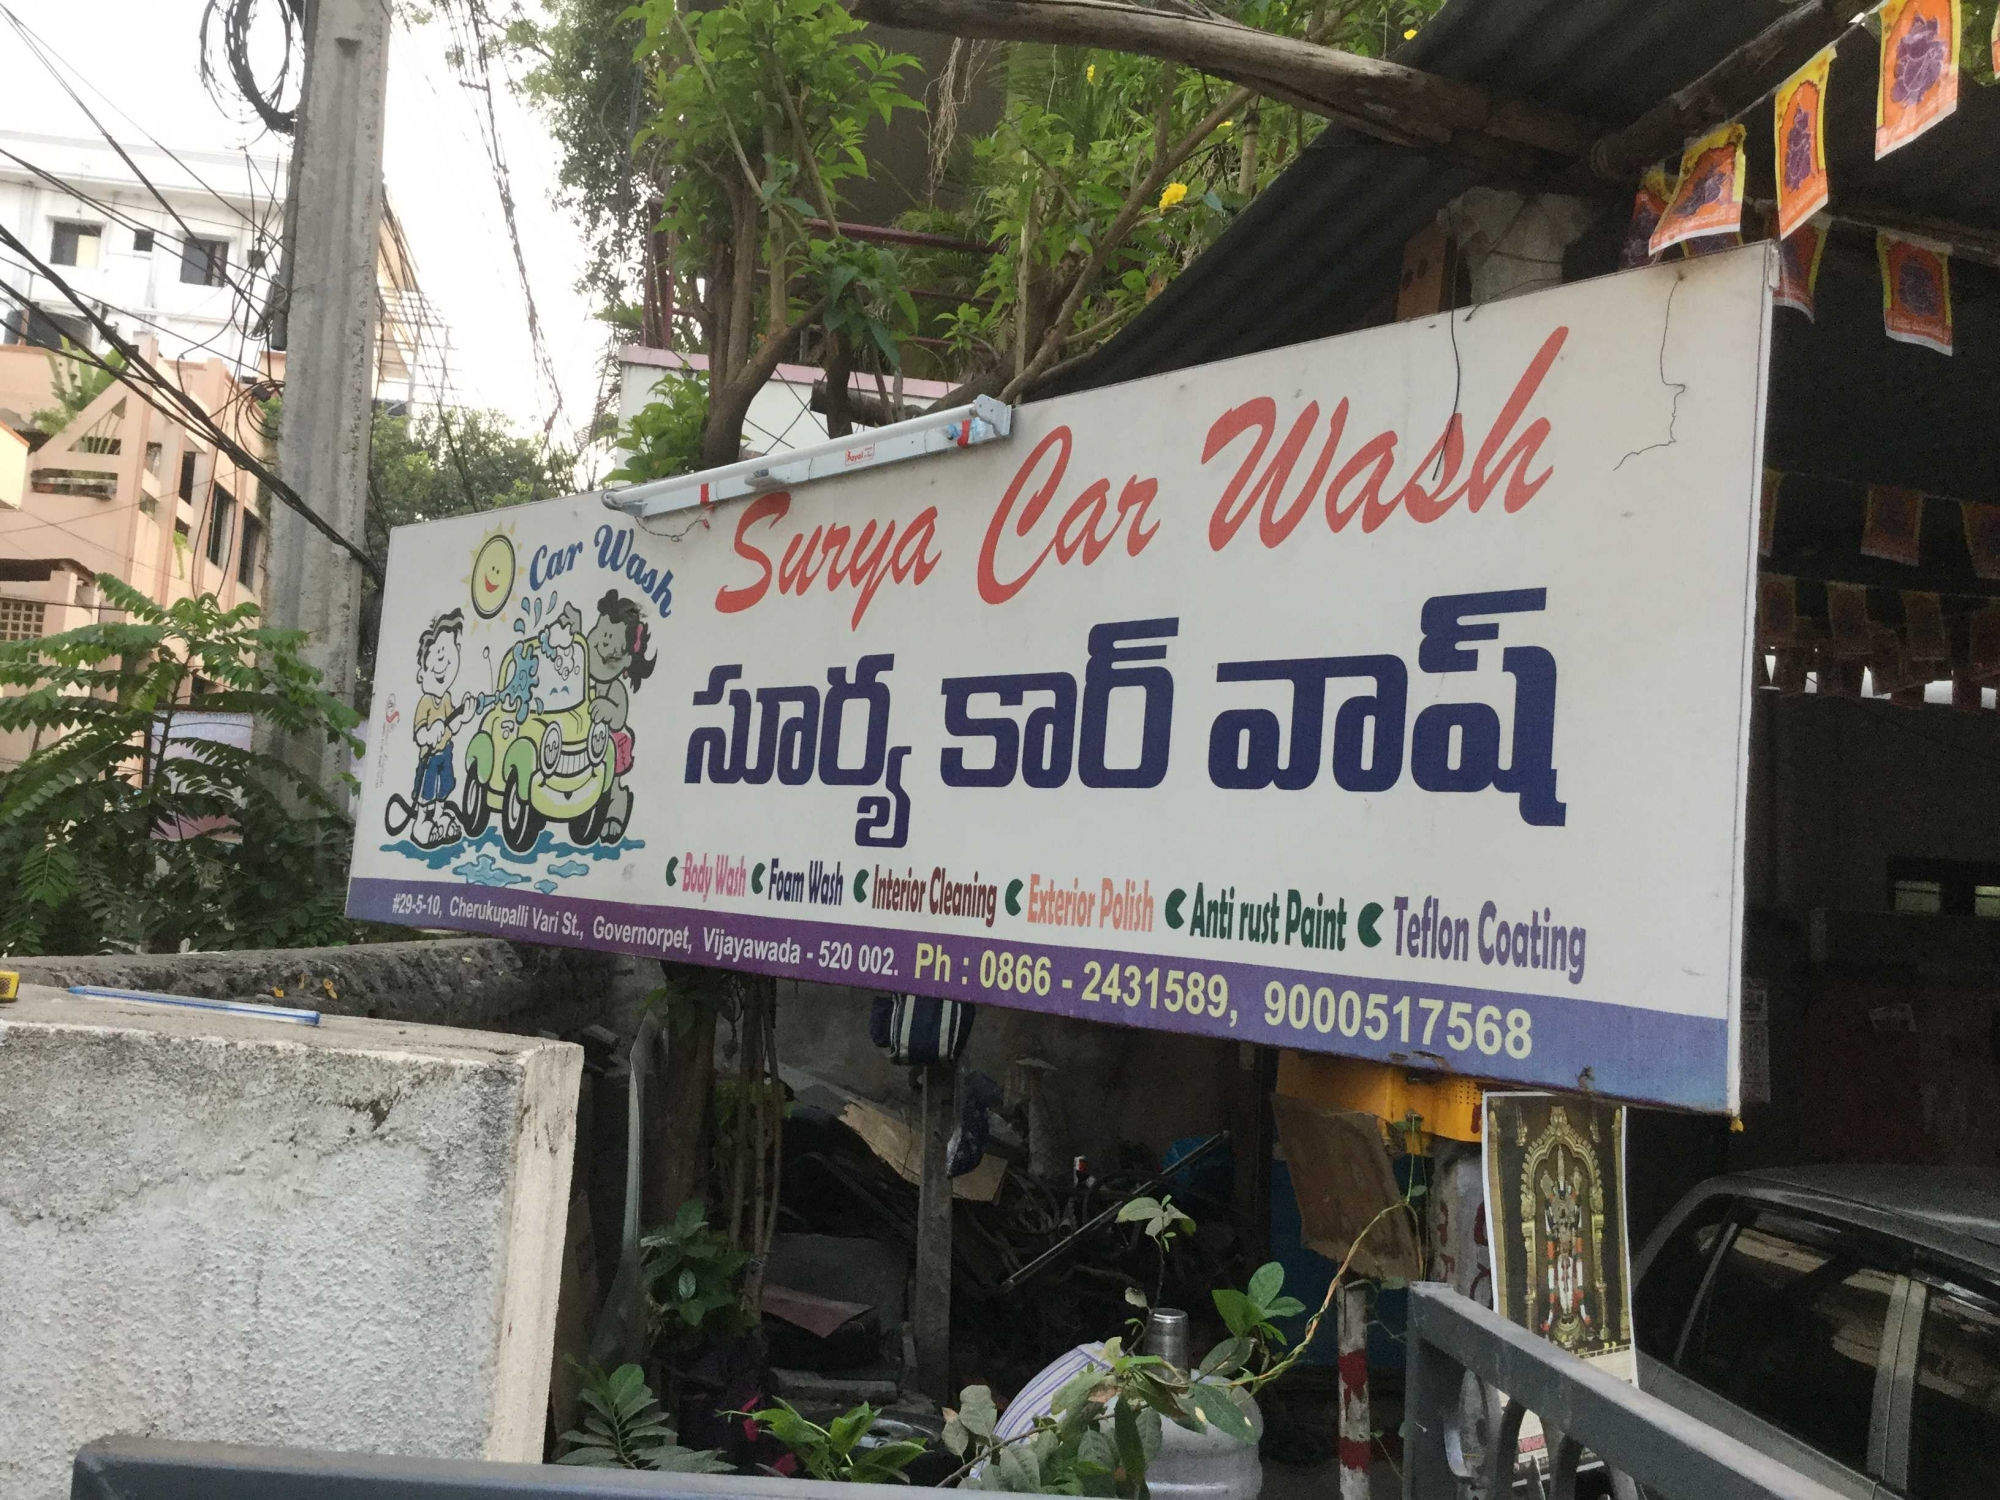 Car Wash
Surya Car Wash
సూర్య కార్ వాష్
Body Wash Foam Wash Interior Cleaning Exterior Polish Anti rust Paint Teflon Coating
#29-5-10, Cherukupalli Vari St., Governorpet, Vijayawada - 520 002. Ph : 0866 - 2431589, 9000517568